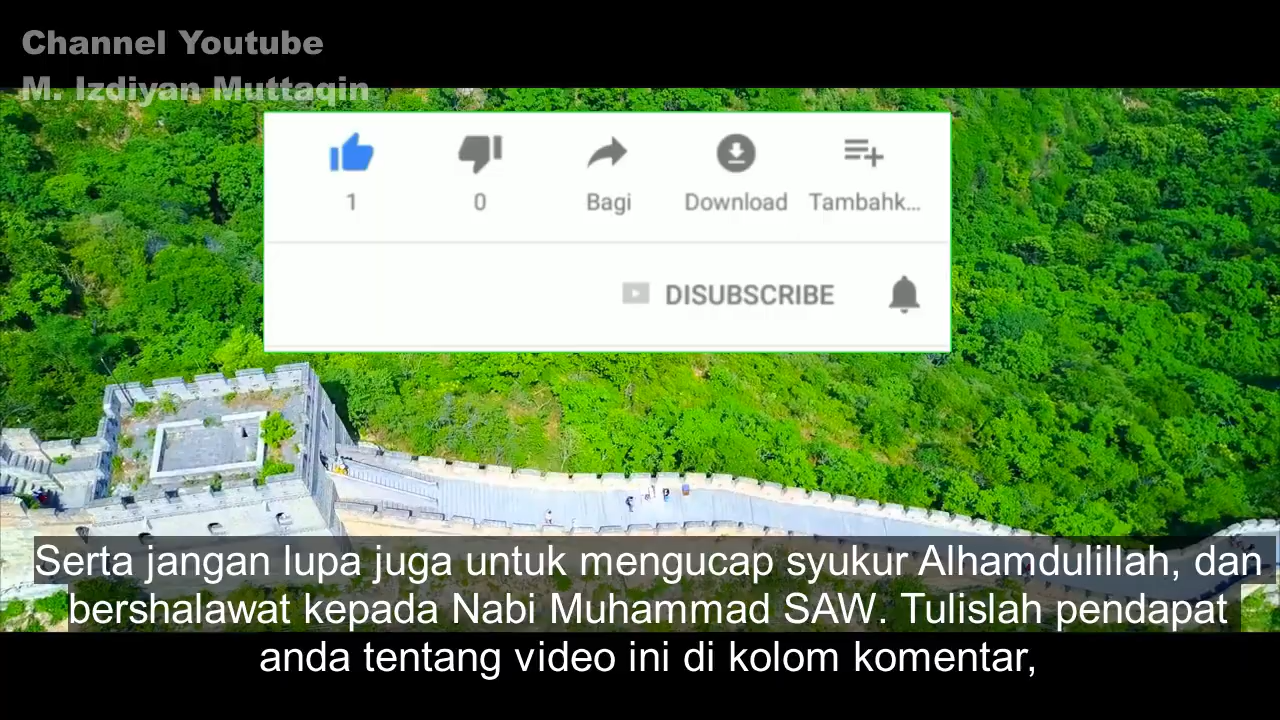 Channel Youtube
M. Izdiyan Muttaqin
1
0
Bagi
Download
Tambahk...
DISUBSCRIBE
Serta jangan lupa juga untuk mengucap syukur Alhamdulillah, dan
bershalawat kepada Nabi Muhammad SAW. Tulislah pendapat
anda tentang video ini di kolom komentar,